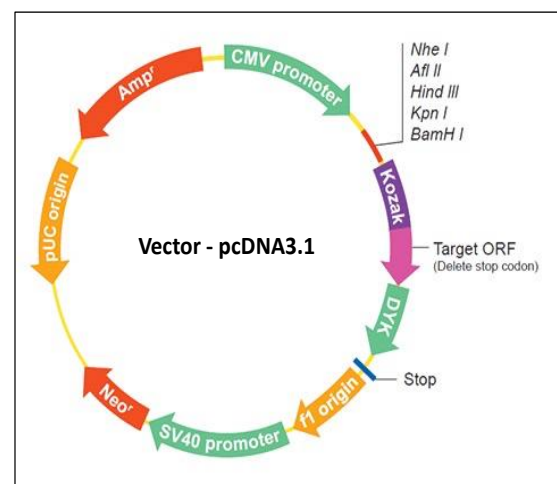 CMV promoter
Nhe I
Afl II
Hind III
Kpn I
BamH I
Kozak
Target ORF
(Delete stop codon)
DYK
Stop
f1 origin
SV40 promoter
Neoʳ
pUC origin
Ampʳ
Vector - pcDNA3.1